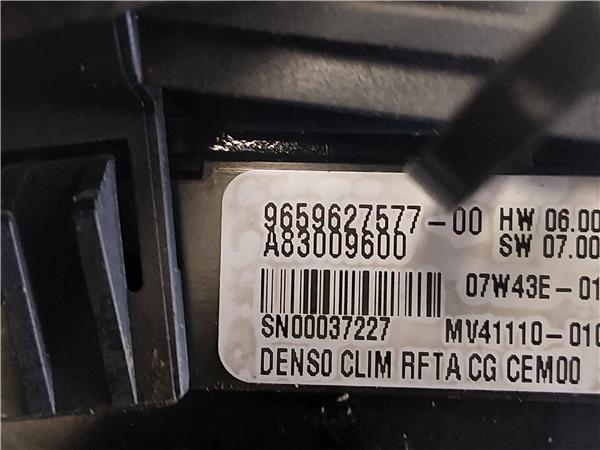 9659627577-00 HW 06.00
A83009600 SW 07.00
07W43E-01
SN00037227 MV41110-010
DENSO CLIM RFTA CG CEM00